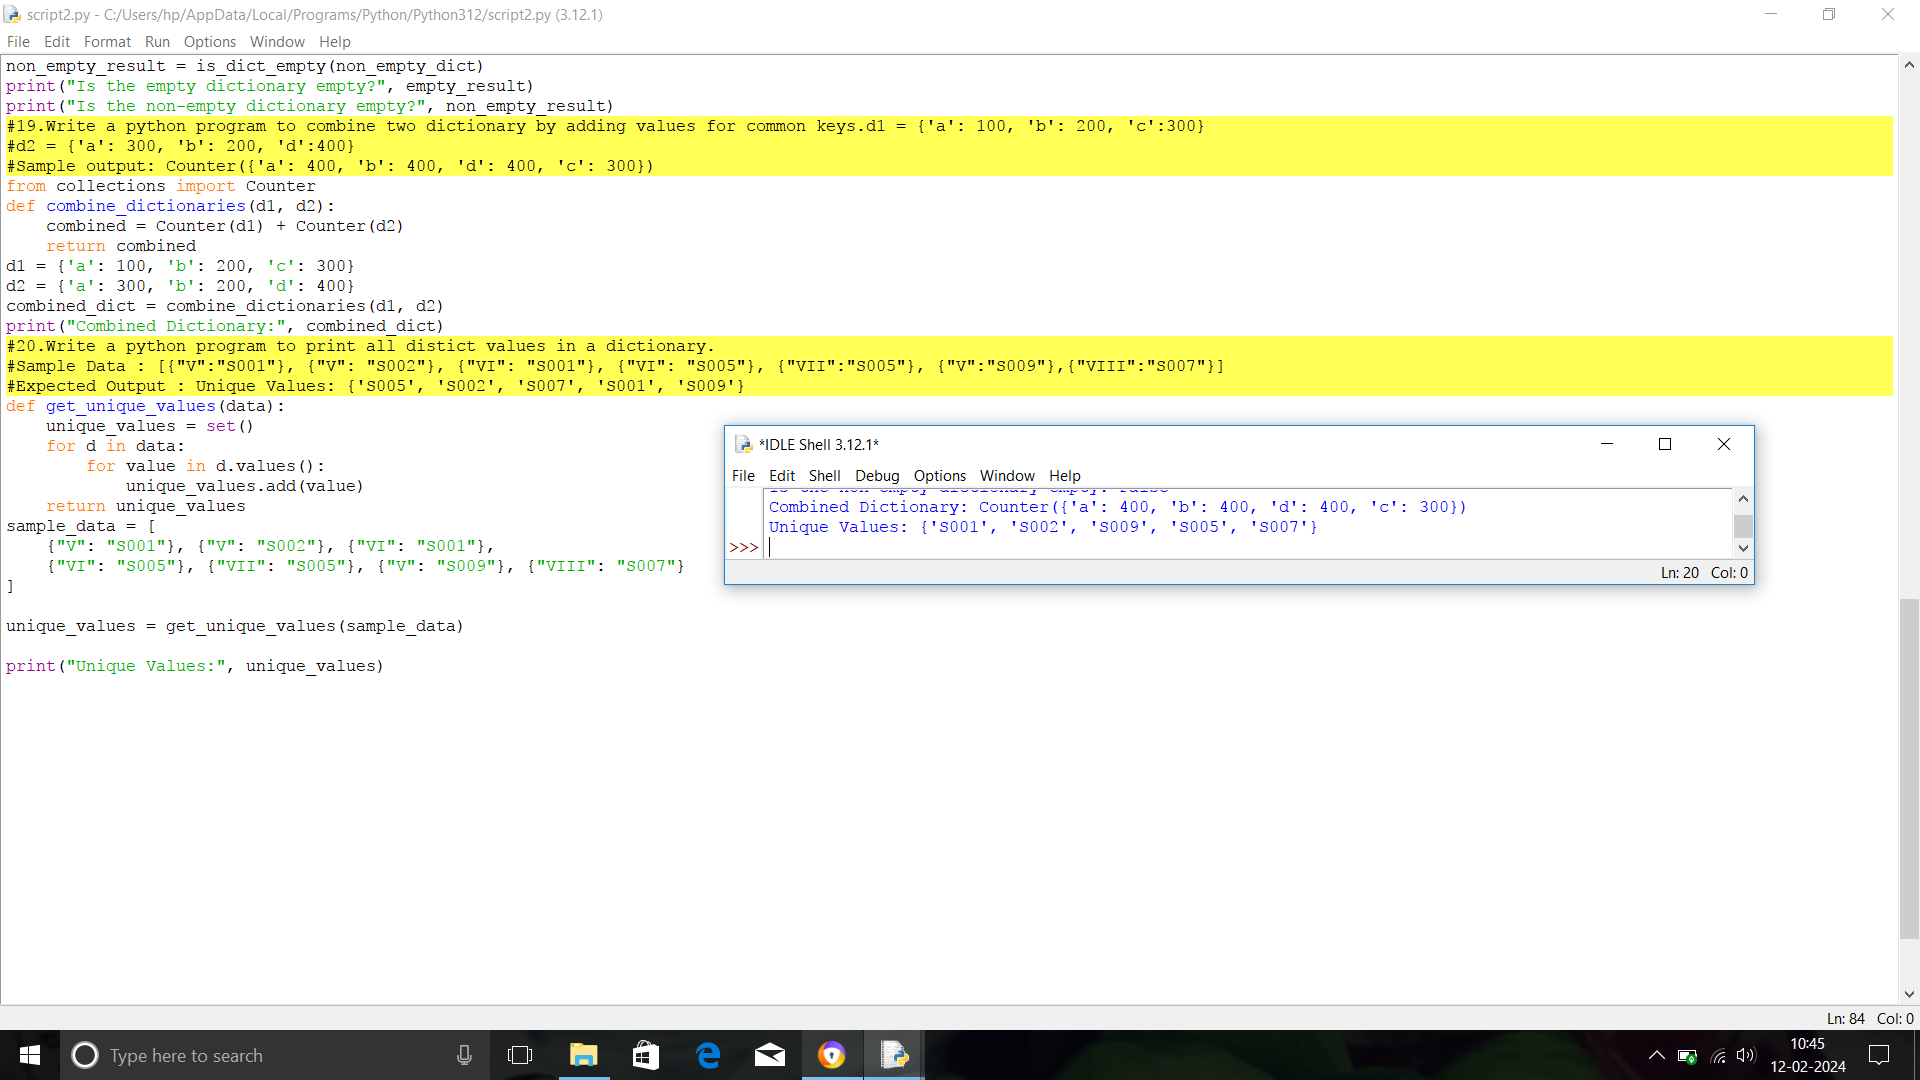 script2.py - C:/Users/hp/AppData/Local/Programs/Python/Python312/script2.py (3.12.1)
File Edit Format Run Options Window Help
non_empty_result = is_dict_empty(non_empty_dict)
print("Is the empty dictionary empty?", empty_result)
print("Is the non-empty dictionary empty?", non_empty_result)
#19.Write a python program to combine two dictionary by adding values for common keys.d1 = {'a': 100, 'b': 200, 'c':300}
#d2 = {'a': 300, 'b': 200, 'd':400}
#Sample output: Counter({'a': 400, 'b': 400, 'd': 400, 'c': 300})
from collections import Counter
def combine_dictionaries(d1, d2):
    combined = Counter(d1) + Counter(d2)
    return combined
d1 = {'a': 100, 'b': 200, 'c': 300}
d2 = {'a': 300, 'b': 200, 'd': 400}
combined_dict = combine_dictionaries(d1, d2)
print("Combined Dictionary:", combined_dict)
#20.Write a python program to print all distict values in a dictionary.
#Sample Data : [{"V":"S001"}, {"V": "S002"}, {"VI": "S001"}, {"VI": "S005"}, {"VII":"S005"}, {"V":"S009"},{"VIII":"S007"}]
#Expected Output : Unique Values: {'S005', 'S002', 'S007', 'S001', 'S009'}
def get_unique_values(data):
    unique_values = set()
    for d in data:
        for value in d.values():
            unique_values.add(value)
    return unique_values
sample_data = [
    {"V": "S001"}, {"V": "S002"}, {"VI": "S001"},
    {"VI": "S005"}, {"VII": "S005"}, {"V": "S009"}, {"VIII": "S007"}
]
unique_values = get_unique_values(sample_data)
print("Unique Values:", unique_values)
*IDLE Shell 3.12.1*
File Edit Shell Debug Options Window Help
Is the non-empty dictionary empty? False
Combined Dictionary: Counter({'a': 400, 'b': 400, 'd': 400, 'c': 300})
Unique Values: {'S001', 'S002', 'S009', 'S005', 'S007'}
>>>
Ln: 20 Col: 0
Ln: 84 Col: 0
Type here to search
10:45
12-02-2024